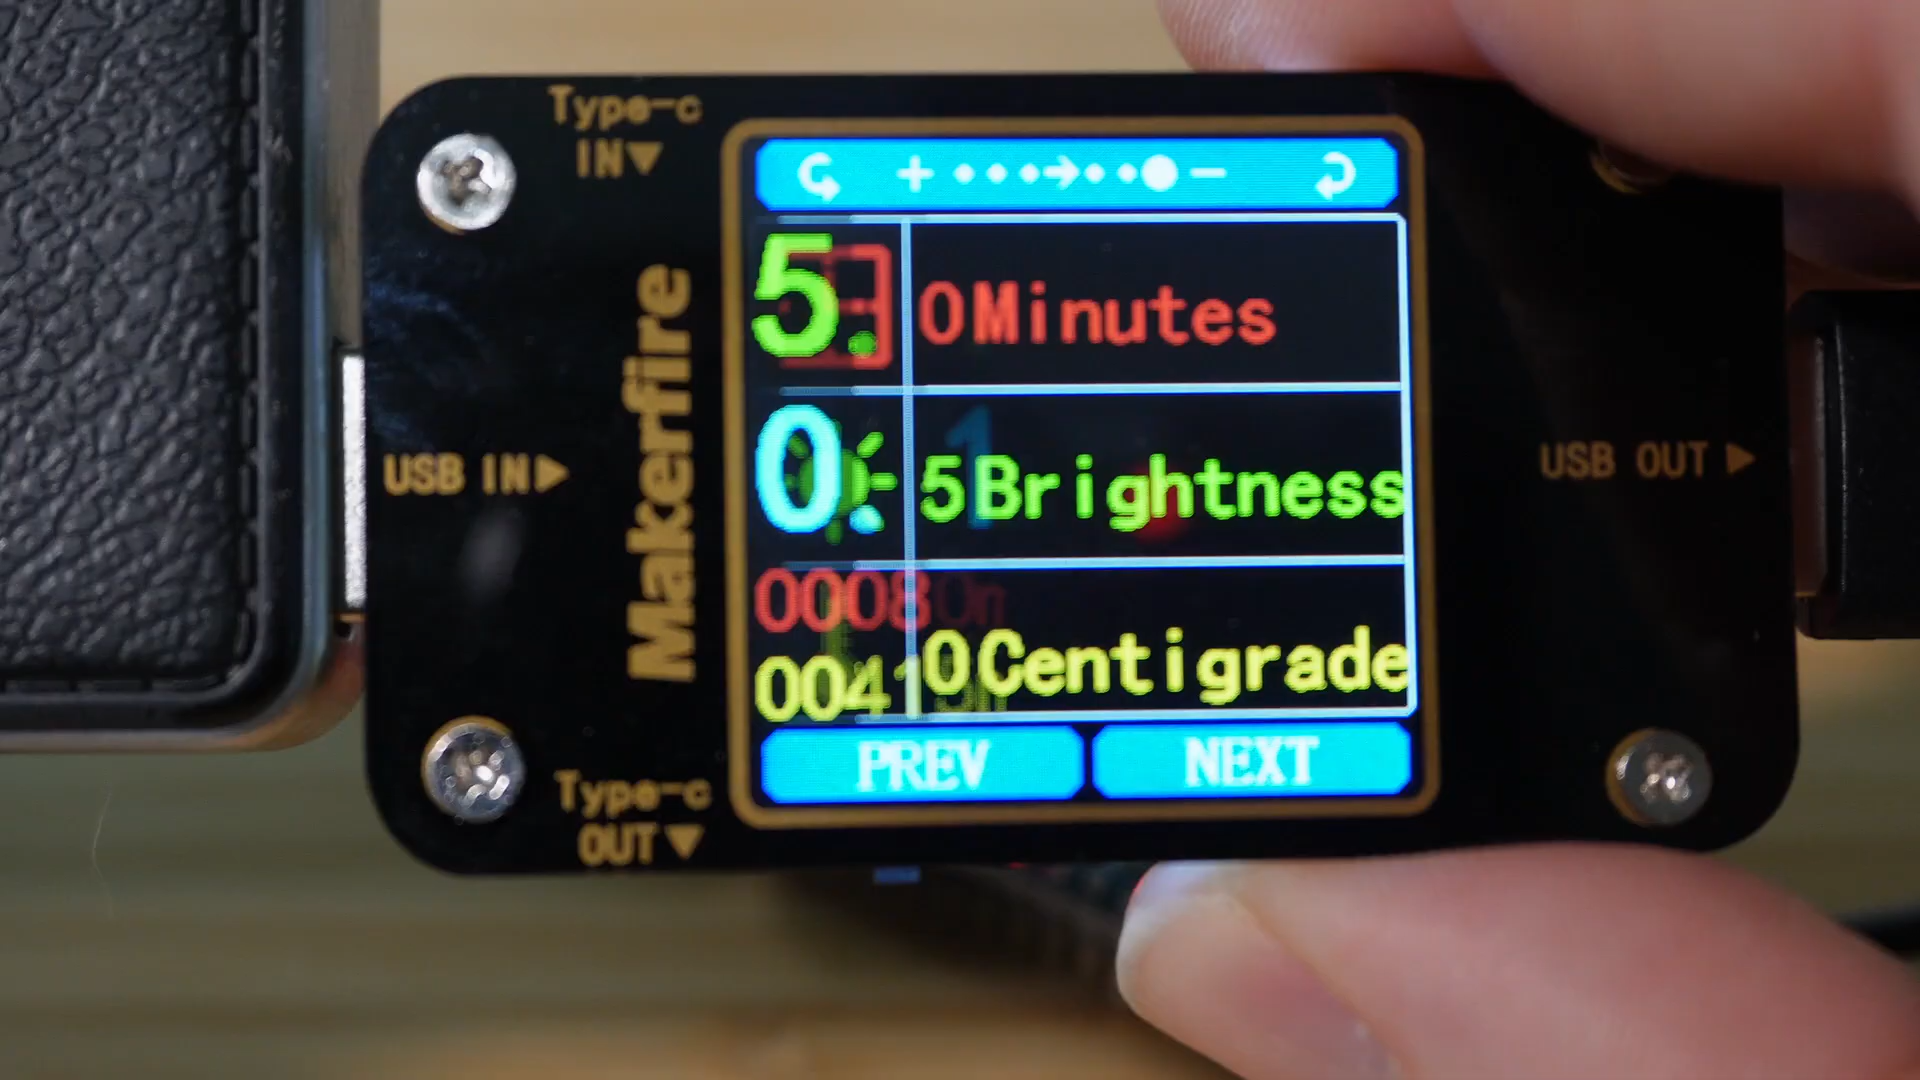 Type-c
IN▼
USB IN▶
Makerfire
5.
0Minutes
0.
5Brightness
0008
0041
0Centigrade
PREV
NEXT
Type-c
OUT▼
USB OUT ▶